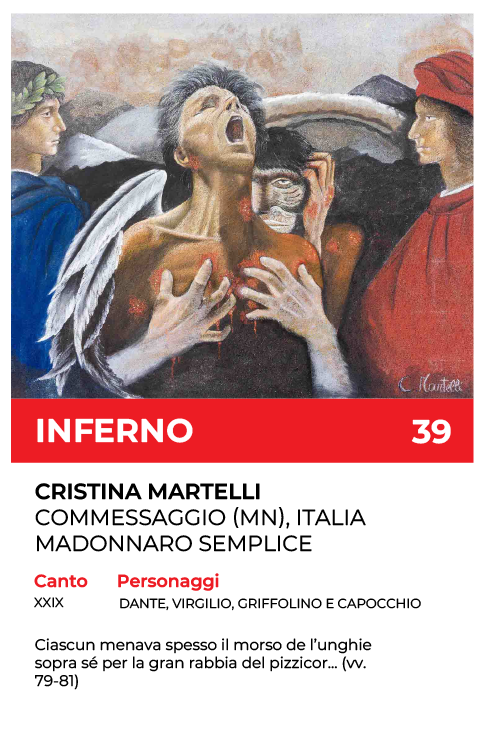 C Martelli
INFERNO 39
CRISTINA MARTELLI
COMMESSAGGIO (MN), ITALIA
MADONNARO SEMPLICE
Canto Personaggi
XXIX DANTE, VIRGILIO, GRIFFOLINO E CAPOCCHIO
Ciascun menava spesso il morso de l’unghie
sopra sé per la gran rabbia del pizzicor... (vv.
79-81)